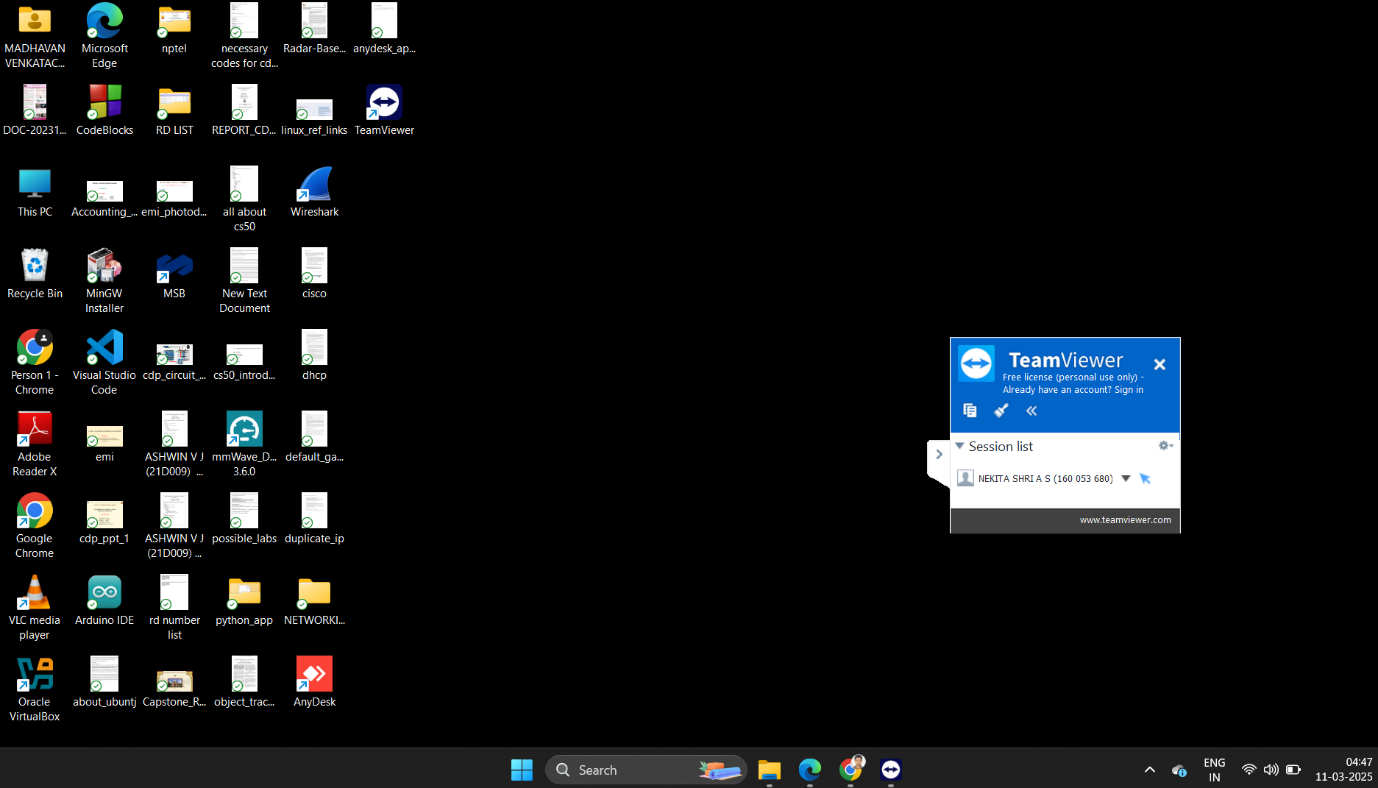 MADHAVAN
VENKATAC...
Microsoft
Edge
nptel
necessary
codes for cd...
Radar-Base...
anydesk_ap...
DOC-20231...
CodeBlocks
RD LIST
REPORT_CD...
linux_ref_links
TeamViewer
This PC
Accounting_...
emi_photod...
all about
cs50
Wireshark
Recycle Bin
MinGW
Installer
MSB
New Text
Document
cisco
Person 1 -
Chrome
Visual Studio
Code
cdp_circuit_...
cs50_introd...
dhcp
Adobe
Reader X
emi
ASHWIN V J
(21D009) ...
mmWave_D...
3.6.0
default_ga...
Google
Chrome
cdp_ppt_1
ASHWIN V J
(21D009) ...
possible_labs
duplicate_ip
VLC media
player
Arduino IDE
rd number
list
python_app
NETWORKI...
Oracle
VirtualBox
about_ubuntj
Capstone_R...
object_trac...
AnyDesk
TeamViewer
Free license (personal use only) -
Already have an account? Sign in
Session list
NEKITA SHRI A S (160 053 680)
www.teamviewer.com
Search
ENG
IN
04:47
11-03-2025